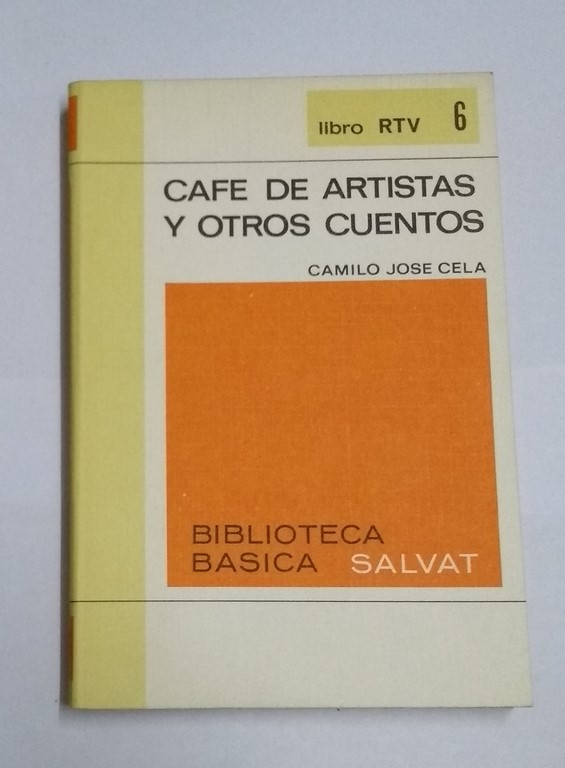 libro RTV 6
CAFE DE ARTISTAS
Y OTROS CUENTOS
CAMILO JOSE CELA
BIBLIOTECA
BASICA SALVAT